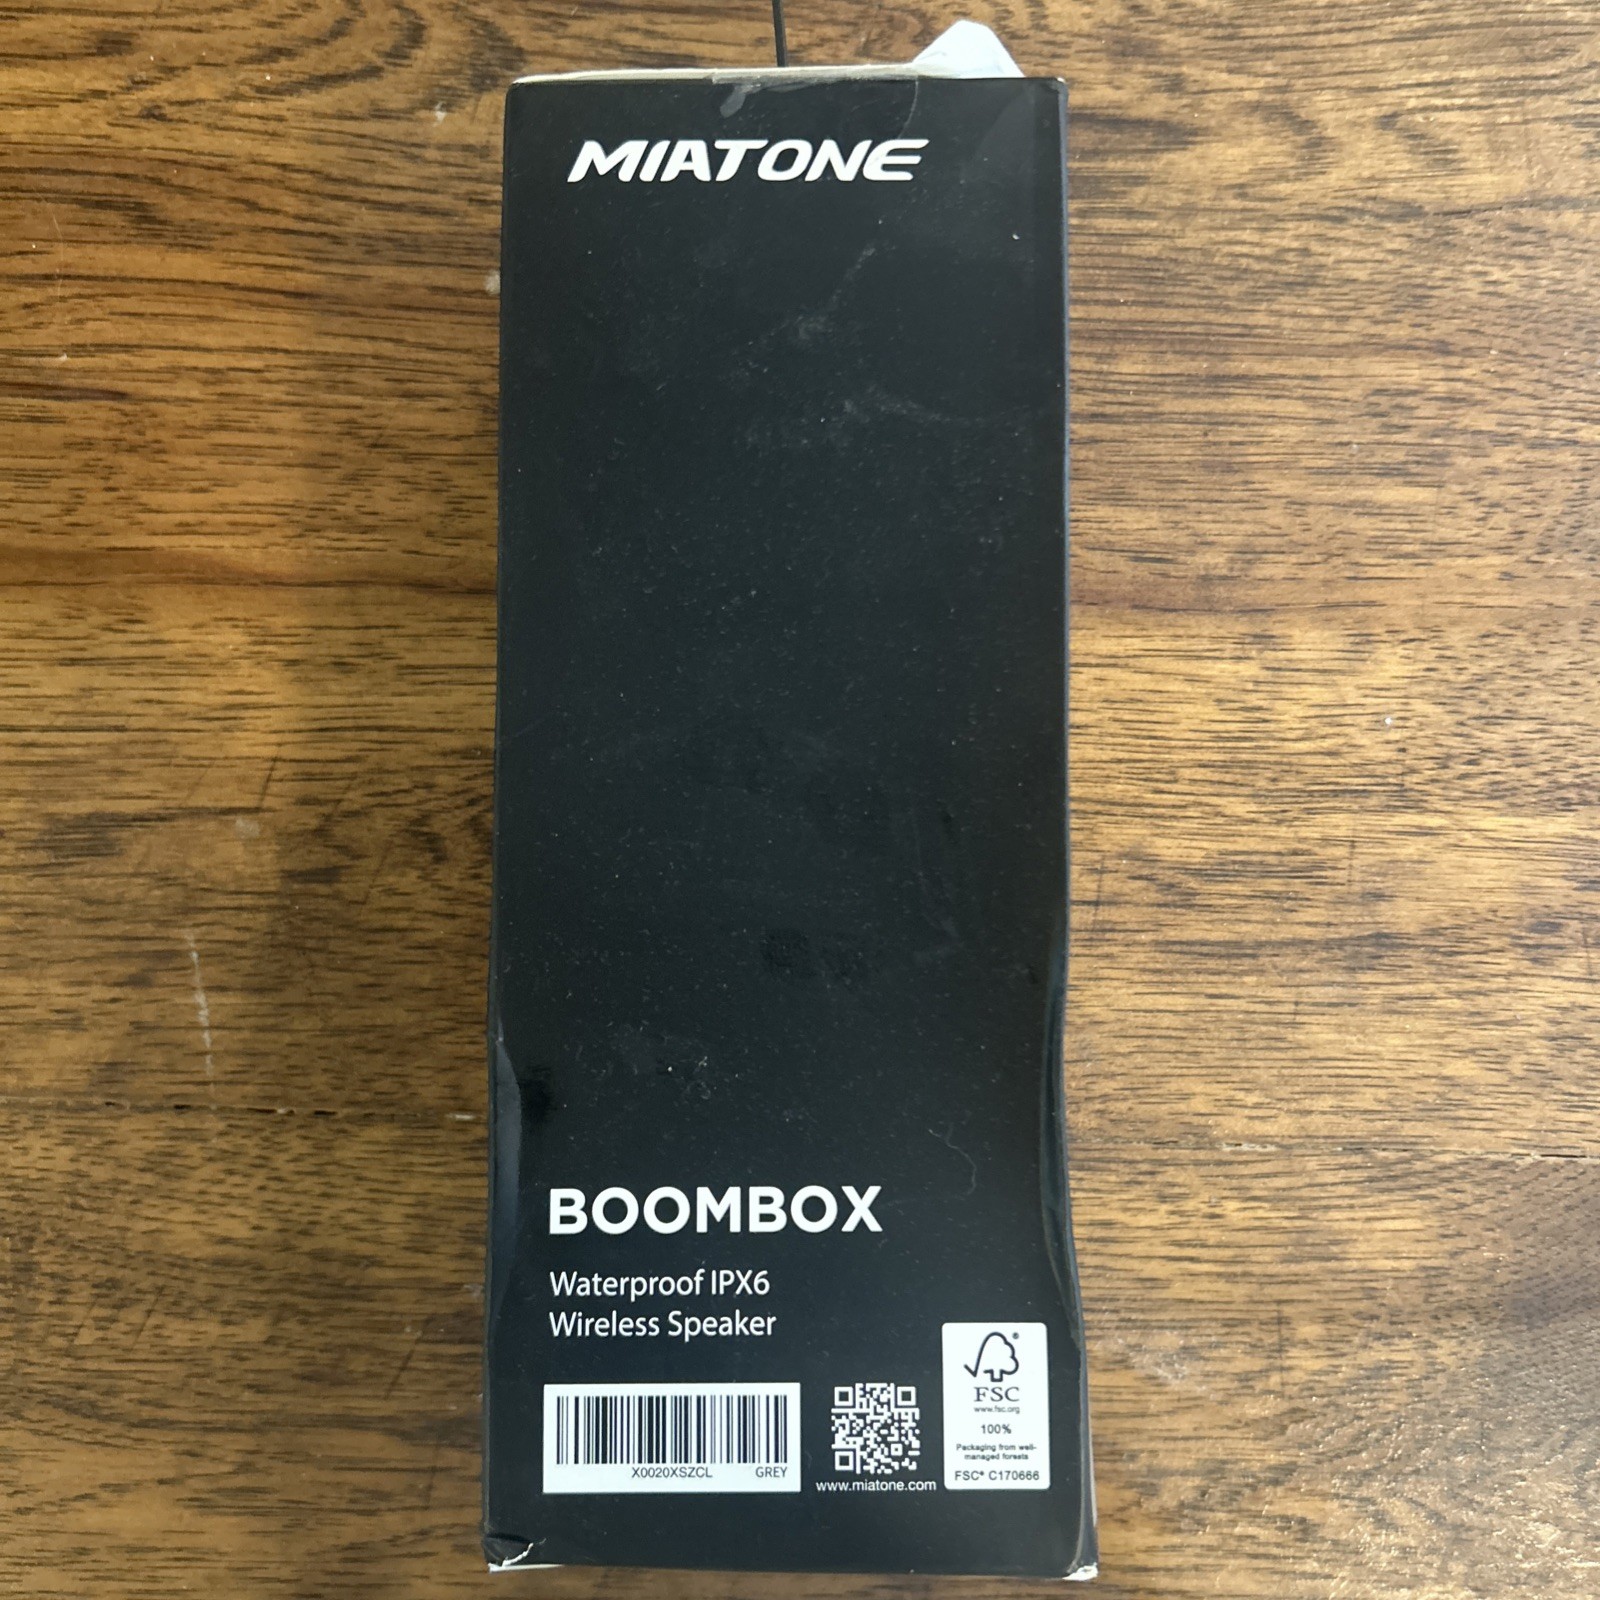 MIATONE
BOOMBOX
Waterproof IPX6
Wireless Speaker
X0020XSZCL GREY
www.miatone.com
FSC
www.fsc.org
100%
Packaging from well-
managed forests
FSC® C170666